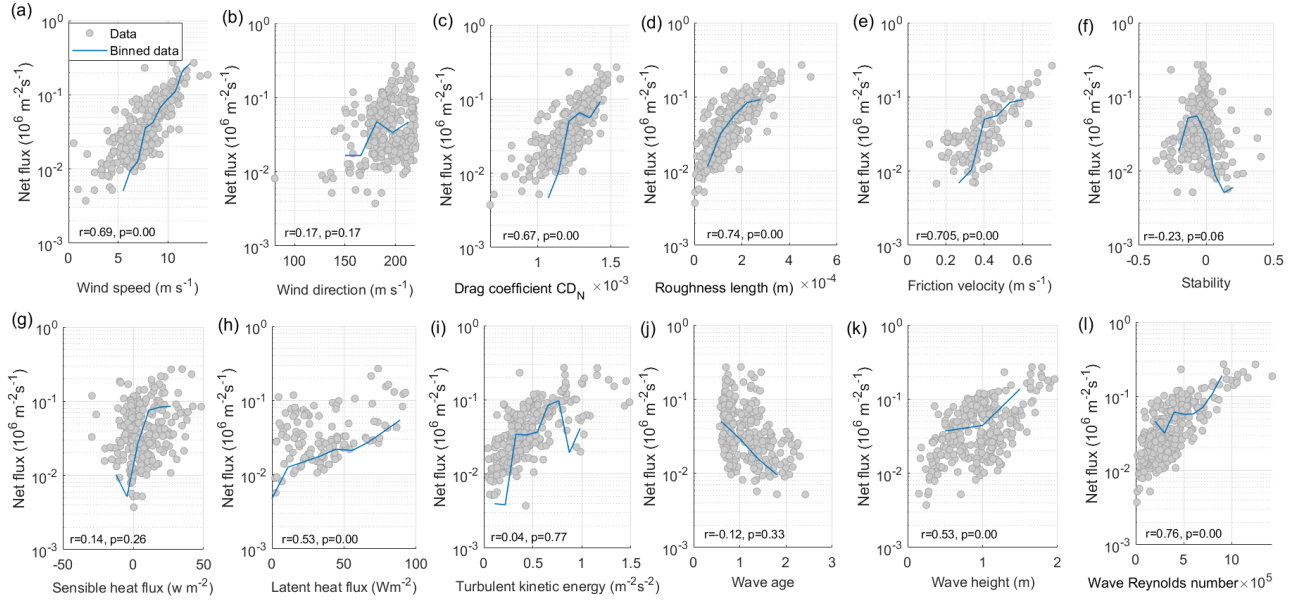 (a)
(b)
(c)
(d)
(e)
(f)
Data
Binned data
10^0
10^-1
10^-2
10^-3
Net flux (10^6 m^-2s^-1)
r=0.69, p=0.00
0 5 10
Wind speed (m s^-1)
10^0
10^-1
10^-2
10^-3
Net flux (10^6 m^-2s^-1)
r=0.17, p=0.17
100 150 200
Wind direction (m s^-1)
10^0
10^-1
10^-2
10^-3
Net flux (10^6 m^-2s^-1)
r=0.67, p=0.00
1 1.5
Drag coefficient CD_N ×10^-3
10^0
10^-1
10^-2
10^-3
Net flux (10^6 m^-2s^-1)
r=0.74, p=0.00
0 2 4 6
Roughness length (m) ×10^-4
10^0
10^-1
10^-2
10^-3
Net flux (10^6 m^-2s^-1)
r=0.705, p=0.00
0 0.2 0.4 0.6
Friction velocity (m s^-1)
10^0
10^-1
10^-2
10^-3
Net flux (10^6 m^-2s^-1)
r=-0.23, p=0.06
-0.5 0 0.5
Stability
(g)
(h)
(i)
(j)
(k)
(l)
10^0
10^-1
10^-2
10^-3
Net flux (10^6 m^-2s^-1)
r=0.14, p=0.26
-50 0 50
Sensible heat flux (w m^-2)
10^0
10^-1
10^-2
10^-3
Net flux (10^6 m^-2s^-1)
r=0.53, p=0.00
0 50 100
Latent heat flux (Wm^-2)
10^0
10^-1
10^-2
10^-3
Net flux (10^6 m^-2s^-1)
r=0.04, p=0.77
0 0.5 1 1.5
Turbulent kinetic energy (m^-2s^-2)
10^0
10^-1
10^-2
10^-3
Net flux (10^6 m^-2s^-1)
r=-0.12, p=0.33
0 1 2 3
Wave age
10^0
10^-1
10^-2
10^-3
Net flux (10^6 m^-2s^-1)
r=0.53, p=0.00
0 1 2
Wave height (m)
10^0
10^-1
10^-2
10^-3
Net flux (10^6 m^-2s^-1)
r=0.76, p=0.00
0 5 10
Wave Reynolds number ×10^5